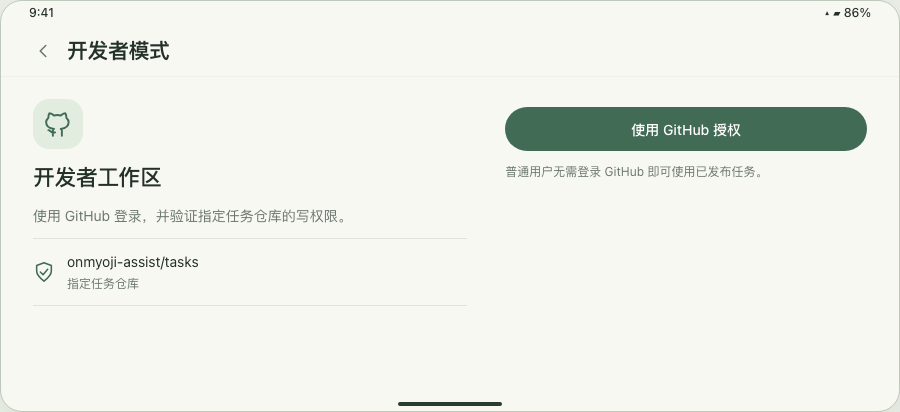 9:41
86%
开发者模式
开发者工作区
使用 GitHub 登录，并验证指定任务仓库的写权限。
onmyoji-assist/tasks
指定任务仓库
使用 GitHub 授权
普通用户无需登录 GitHub 即可使用已发布任务。